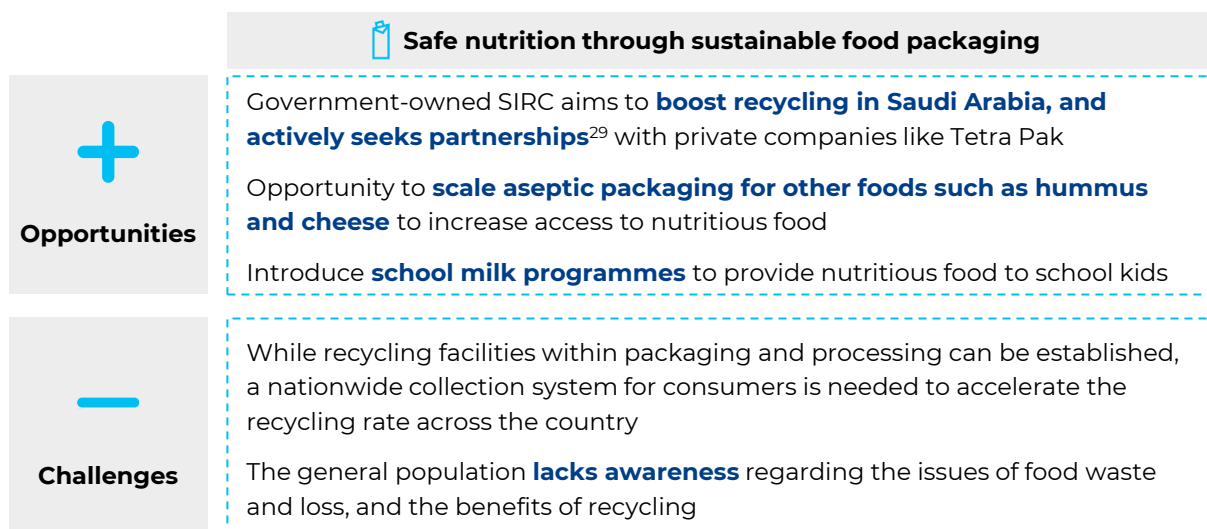 Safe nutrition through sustainable food packaging
Opportunities
Government-owned SIRC aims to boost recycling in Saudi Arabia, and
actively seeks partnerships29 with private companies like Tetra Pak
Opportunity to scale aseptic packaging for other foods such as hummus
and cheese to increase access to nutritious food
Introduce school milk programmes to provide nutritious food to school kids
Challenges
While recycling facilities within packaging and processing can be established,
a nationwide collection system for consumers is needed to accelerate the
recycling rate across the country
The general population lacks awareness regarding the issues of food waste
and loss, and the benefits of recycling